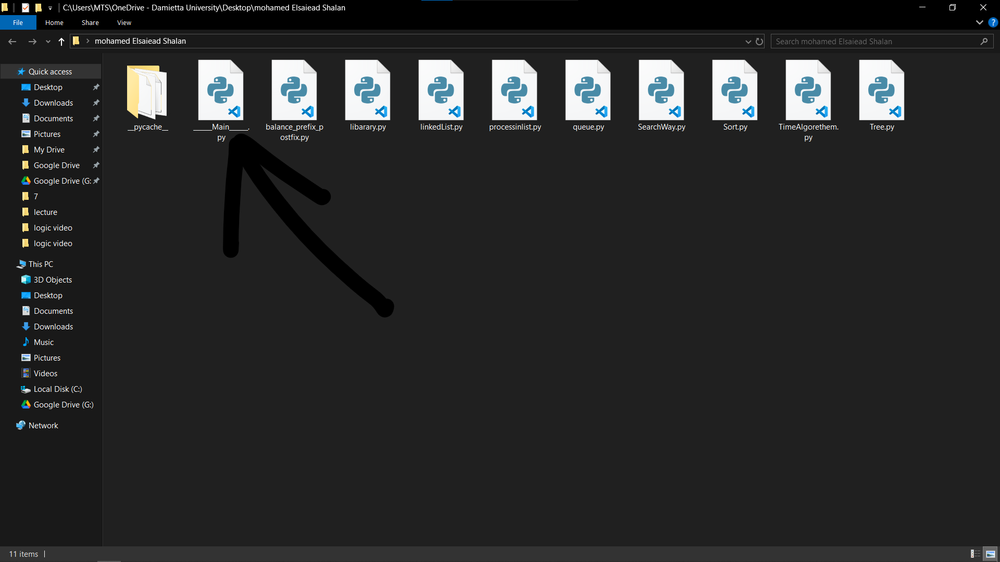 C:\Users\MTS\OneDrive - Damietta University\Desktop\mohamed Elsaiead Shalan
File Home Share View
mohamed Elsaiead Shalan
Search mohamed Elsaiead Shalan
Quick access
Desktop
Downloads
Documents
Pictures
My Drive
Google Drive
Google Drive (G:
7
lecture
logic video
logic video
This PC
3D Objects
Desktop
Documents
Downloads
Music
Pictures
Videos
Local Disk (C:)
Google Drive (G:)
Network
__pycache__
_____Main_____.
py
balance_prefix_p
ostfix.py
libarary.py
linkedList.py
processinlist.py
queue.py
SearchWay.py
Sort.py
TimeAlgorethem.
py
Tree.py
11 items